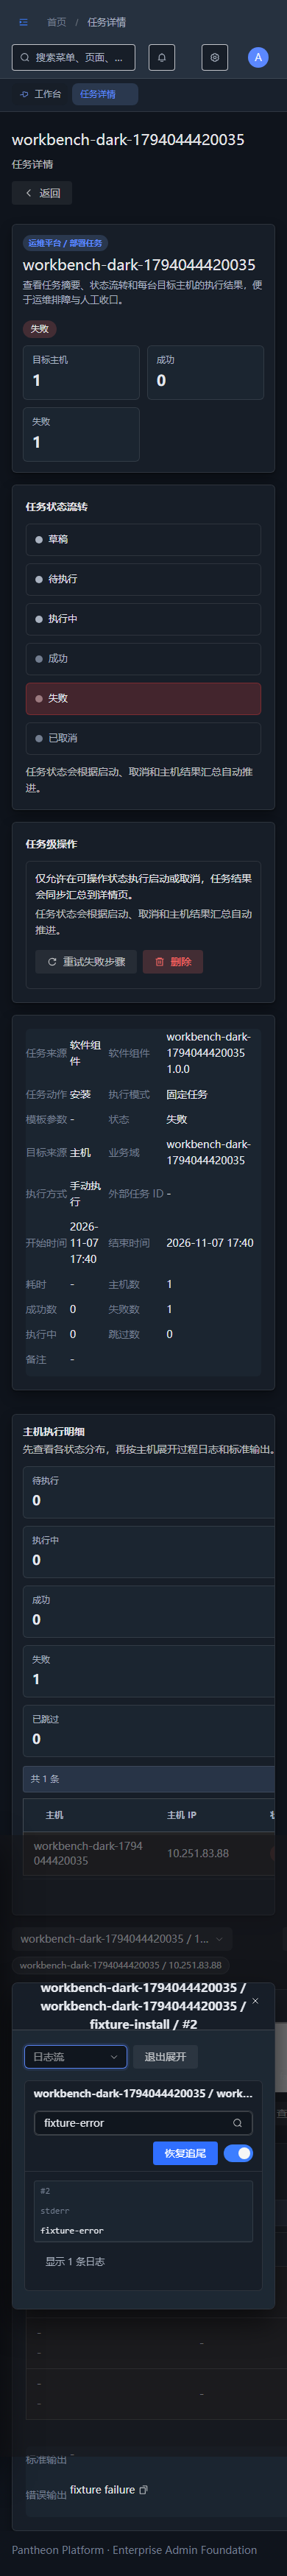 首页 / 任务详情
搜索菜单、页面、...
A
工作台
任务详情
workbench-dark-1794044420035
任务详情
返回
运维平台 / 部署任务
workbench-dark-1794044420035
查看任务摘要、状态流转和每台目标主机的执行结果，便
于运维排障与人工收口。
失败
目标主机
1
成功
0
失败
1
任务状态流转
草稿
待执行
执行中
成功
失败
已取消
任务状态会根据启动、取消和主机结果汇总自动推
进。
任务级操作
仅允许在可操作状态执行启动或取消，任务结果
会同步汇总到详情页。
任务状态会根据启动、取消和主机结果汇总自动
推进。
重试失败步骤
删除
任务来源 软件组件 软件组件 workbench-dark-1794044420035 1.0.0
任务动作 安装 执行模式 固定任务
模板参数 - 状态 失败
目标来源 主机 业务域 workbench-dark-1794044420035
执行方式 手动执行 外部任务 ID -
开始时间 2026-11-07 17:40 结束时间 2026-11-07 17:40
耗时 - 主机数 1
成功数 0 失败数 1
执行中 0 跳过数 0
备注 -
主机执行明细
先查看各状态分布，再按主机展开过程日志和标准输出。
待执行
0
执行中
0
成功
0
失败
1
已跳过
0
共 1 条
主机 主机 IP
workbench-dark-1794
044420035
10.251.83.88
workbench-dark-1794044420035 / 1...
workbench-dark-1794044420035 / 10.251.83.88
workbench-dark-1794044420035 /
workbench-dark-1794044420035 /
fixture-install / #2
日志流
退出展开
workbench-dark-1794044420035 / work...
fixture-error
恢复追尾
#2
stderr
fixture-error
显示 1 条日志
-
-
-
-
-
-
标准输出 -
错误输出 fixture failure
Pantheon Platform · Enterprise Admin Foundation